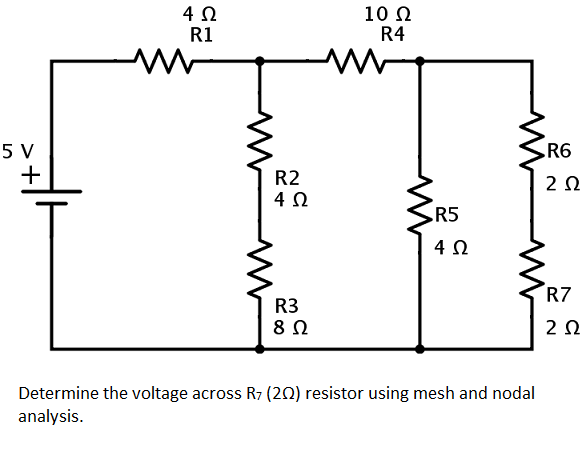 4 Ω
R1
10 Ω
R4
5 V
+
R2
4 Ω
R6
2 Ω
R5
4 Ω
R3
8 Ω
R7
2 Ω
Determine the voltage across R₇ (2Ω) resistor using mesh and nodal
analysis.